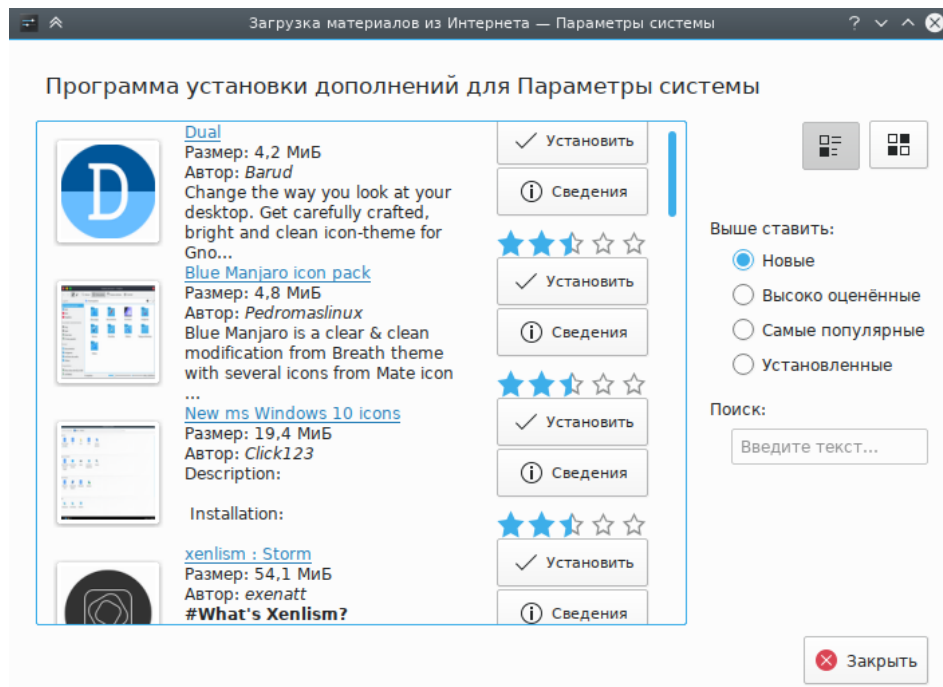 Загрузка материалов из Интернета — Параметры системы
Программа установки дополнений для Параметры системы
Dual
Размер: 4,2 МиБ
Автор: Barud
Change the way you look at your
desktop. Get carefully crafted,
bright and clean icon-theme for
Gno...
Установить
Сведения
Blue Manjaro icon pack
Размер: 4,8 МиБ
Автор: Pedromaslinux
Blue Manjaro is a clear & clean
modification from Breath theme
with several icons from Mate icon
...
Установить
Сведения
New ms Windows 10 icons
Размер: 19,4 МиБ
Автор: Click123
Description:
Installation:
Установить
Сведения
xenlism : Storm
Размер: 54,1 МиБ
Автор: exenatt
#What's Xenlism?
Установить
Сведения
Выше ставить:
Новые
Высоко оценённые
Самые популярные
Установленные
Поиск:
Введите текст...
Закрыть